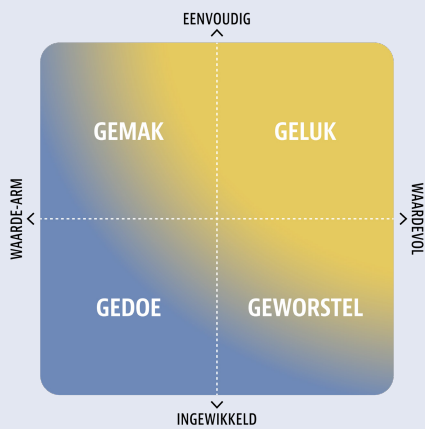 EENVOUDIG
GEMAK
GELUK
WAARDE-ARM
WAARDEVOL
GEDOE
GEWORSTEL
INGEWIKKELD